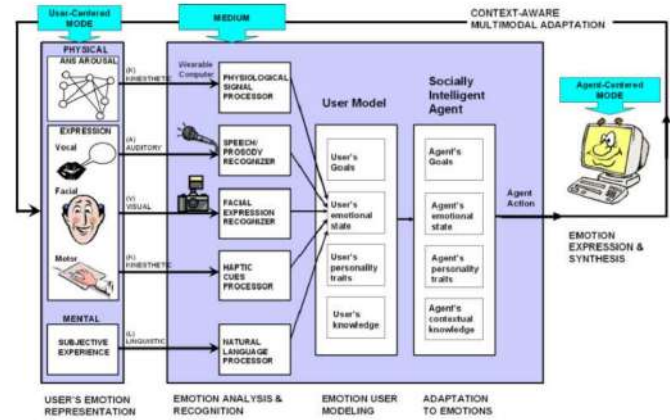 User-Centered
MODE
MEDIUM
CONTEXT-AWARE
MULTIMODAL ADAPTATION
Agent-Centered
MODE
PHYSICAL
ANS AROUSAL
(K)
KINESTHETIC
EXPRESSION
Vocal
(A)
AUDITORY
Facial
(V)
VISUAL
Motor
(K)
KINESTHETIC
MENTAL
SUBJECTIVE
EXPERIENCE
(L)
LINGUISTIC
Wearable
Computer
PHYSIOLOGICAL
SIGNAL
PROCESSOR
SPEECH/
PROSODY
RECOGNIZER
FACIAL
EXPRESSION
RECOGNIZER
HAPTIC
CUES
PROCESSOR
NATURAL
LANGUAGE
PROCESSOR
User Model
User's
Goals
User's
emotional
state
User's
personality
traits
User's
knowledge
Socially
Intelligent
Agent
Agent's
Goals
Agent's
emotional
state
Agent's
personality
traits
Agent's
contextual
knowledge
Agent
Action
EMOTION
EXPRESSION &
SYNTHESIS
USER'S EMOTION
REPRESENTATION
EMOTION ANALYSIS &
RECOGNITION
EMOTION USER
MODELING
ADAPTATION
TO EMOTIONS